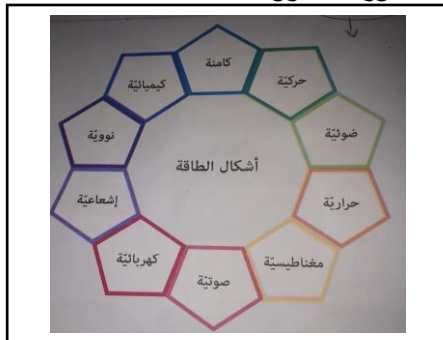 كامنة
حركيّة
ضوئيّة
حراريّة
مغناطيسيّة
صوتيّة
كهربائيّة
إشعاعيّة
نوويّة
كيميائيّة
أشكال الطاقة